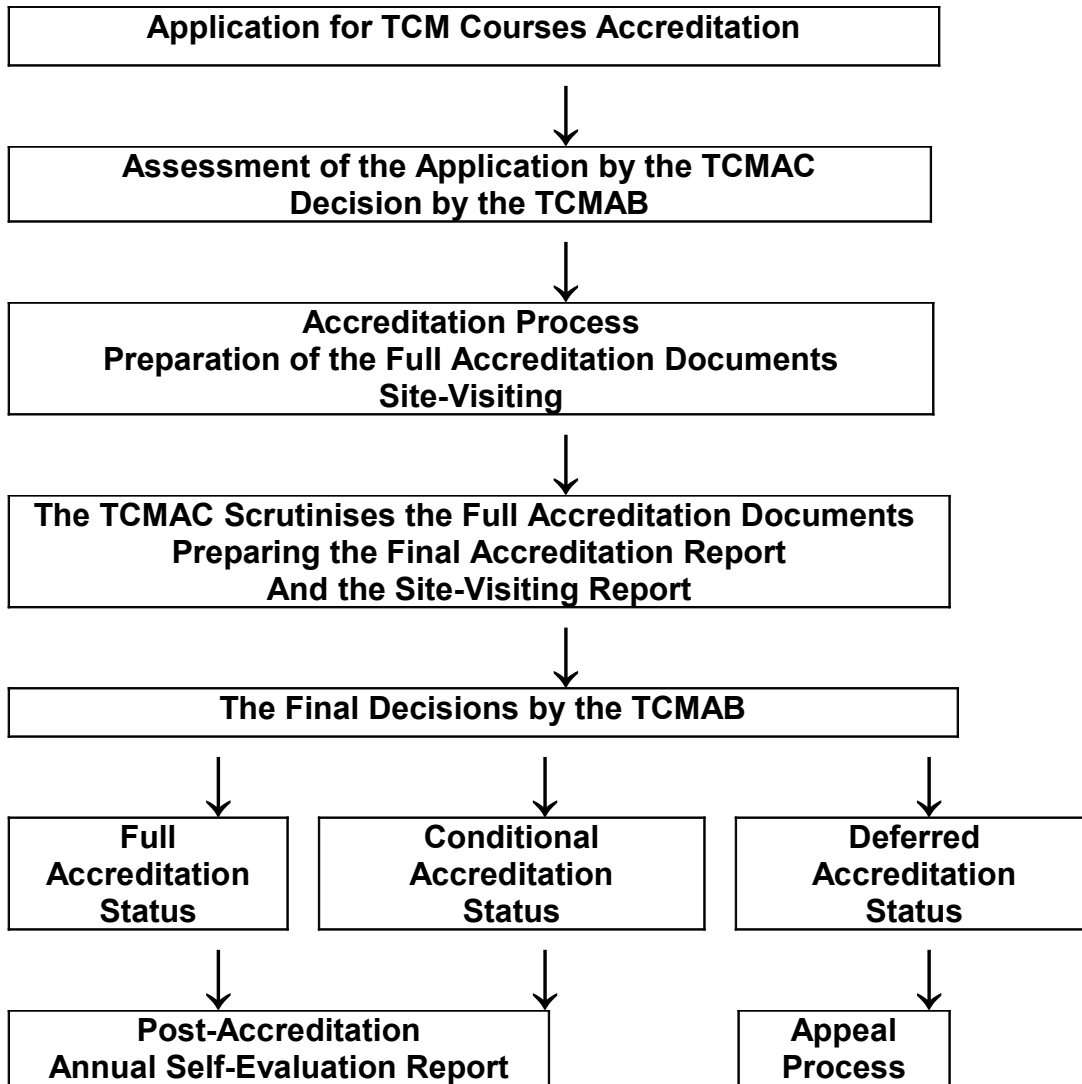 Application for TCM Courses Accreditation
Assessment of the Application by the TCMAC
Decision by the TCMAB
Accreditation Process
Preparation of the Full Accreditation Documents
Site-Visiting
The TCMAC Scrutinises the Full Accreditation Documents
Preparing the Final Accreditation Report
And the Site-Visiting Report
The Final Decisions by the TCMAB
Full
Accreditation
Status
Conditional
Accreditation
Status
Deferred
Accreditation
Status
Post-Accreditation
Annual Self-Evaluation Report
Appeal
Process